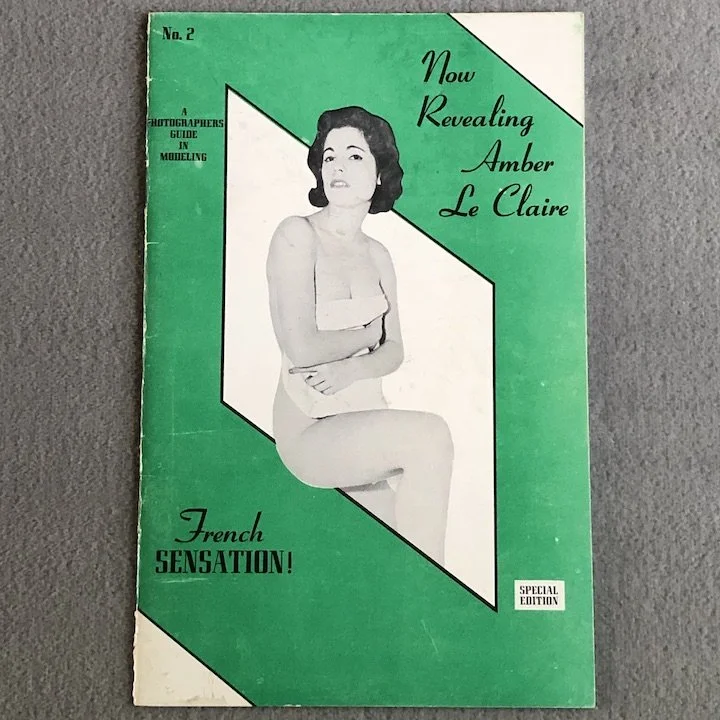 No. 2
Now
Revealing
Amber
Le Claire
A
PHOTOGRAPHERS
GUIDE
IN
MODELING
French
SENSATION!
SPECIAL
EDITION